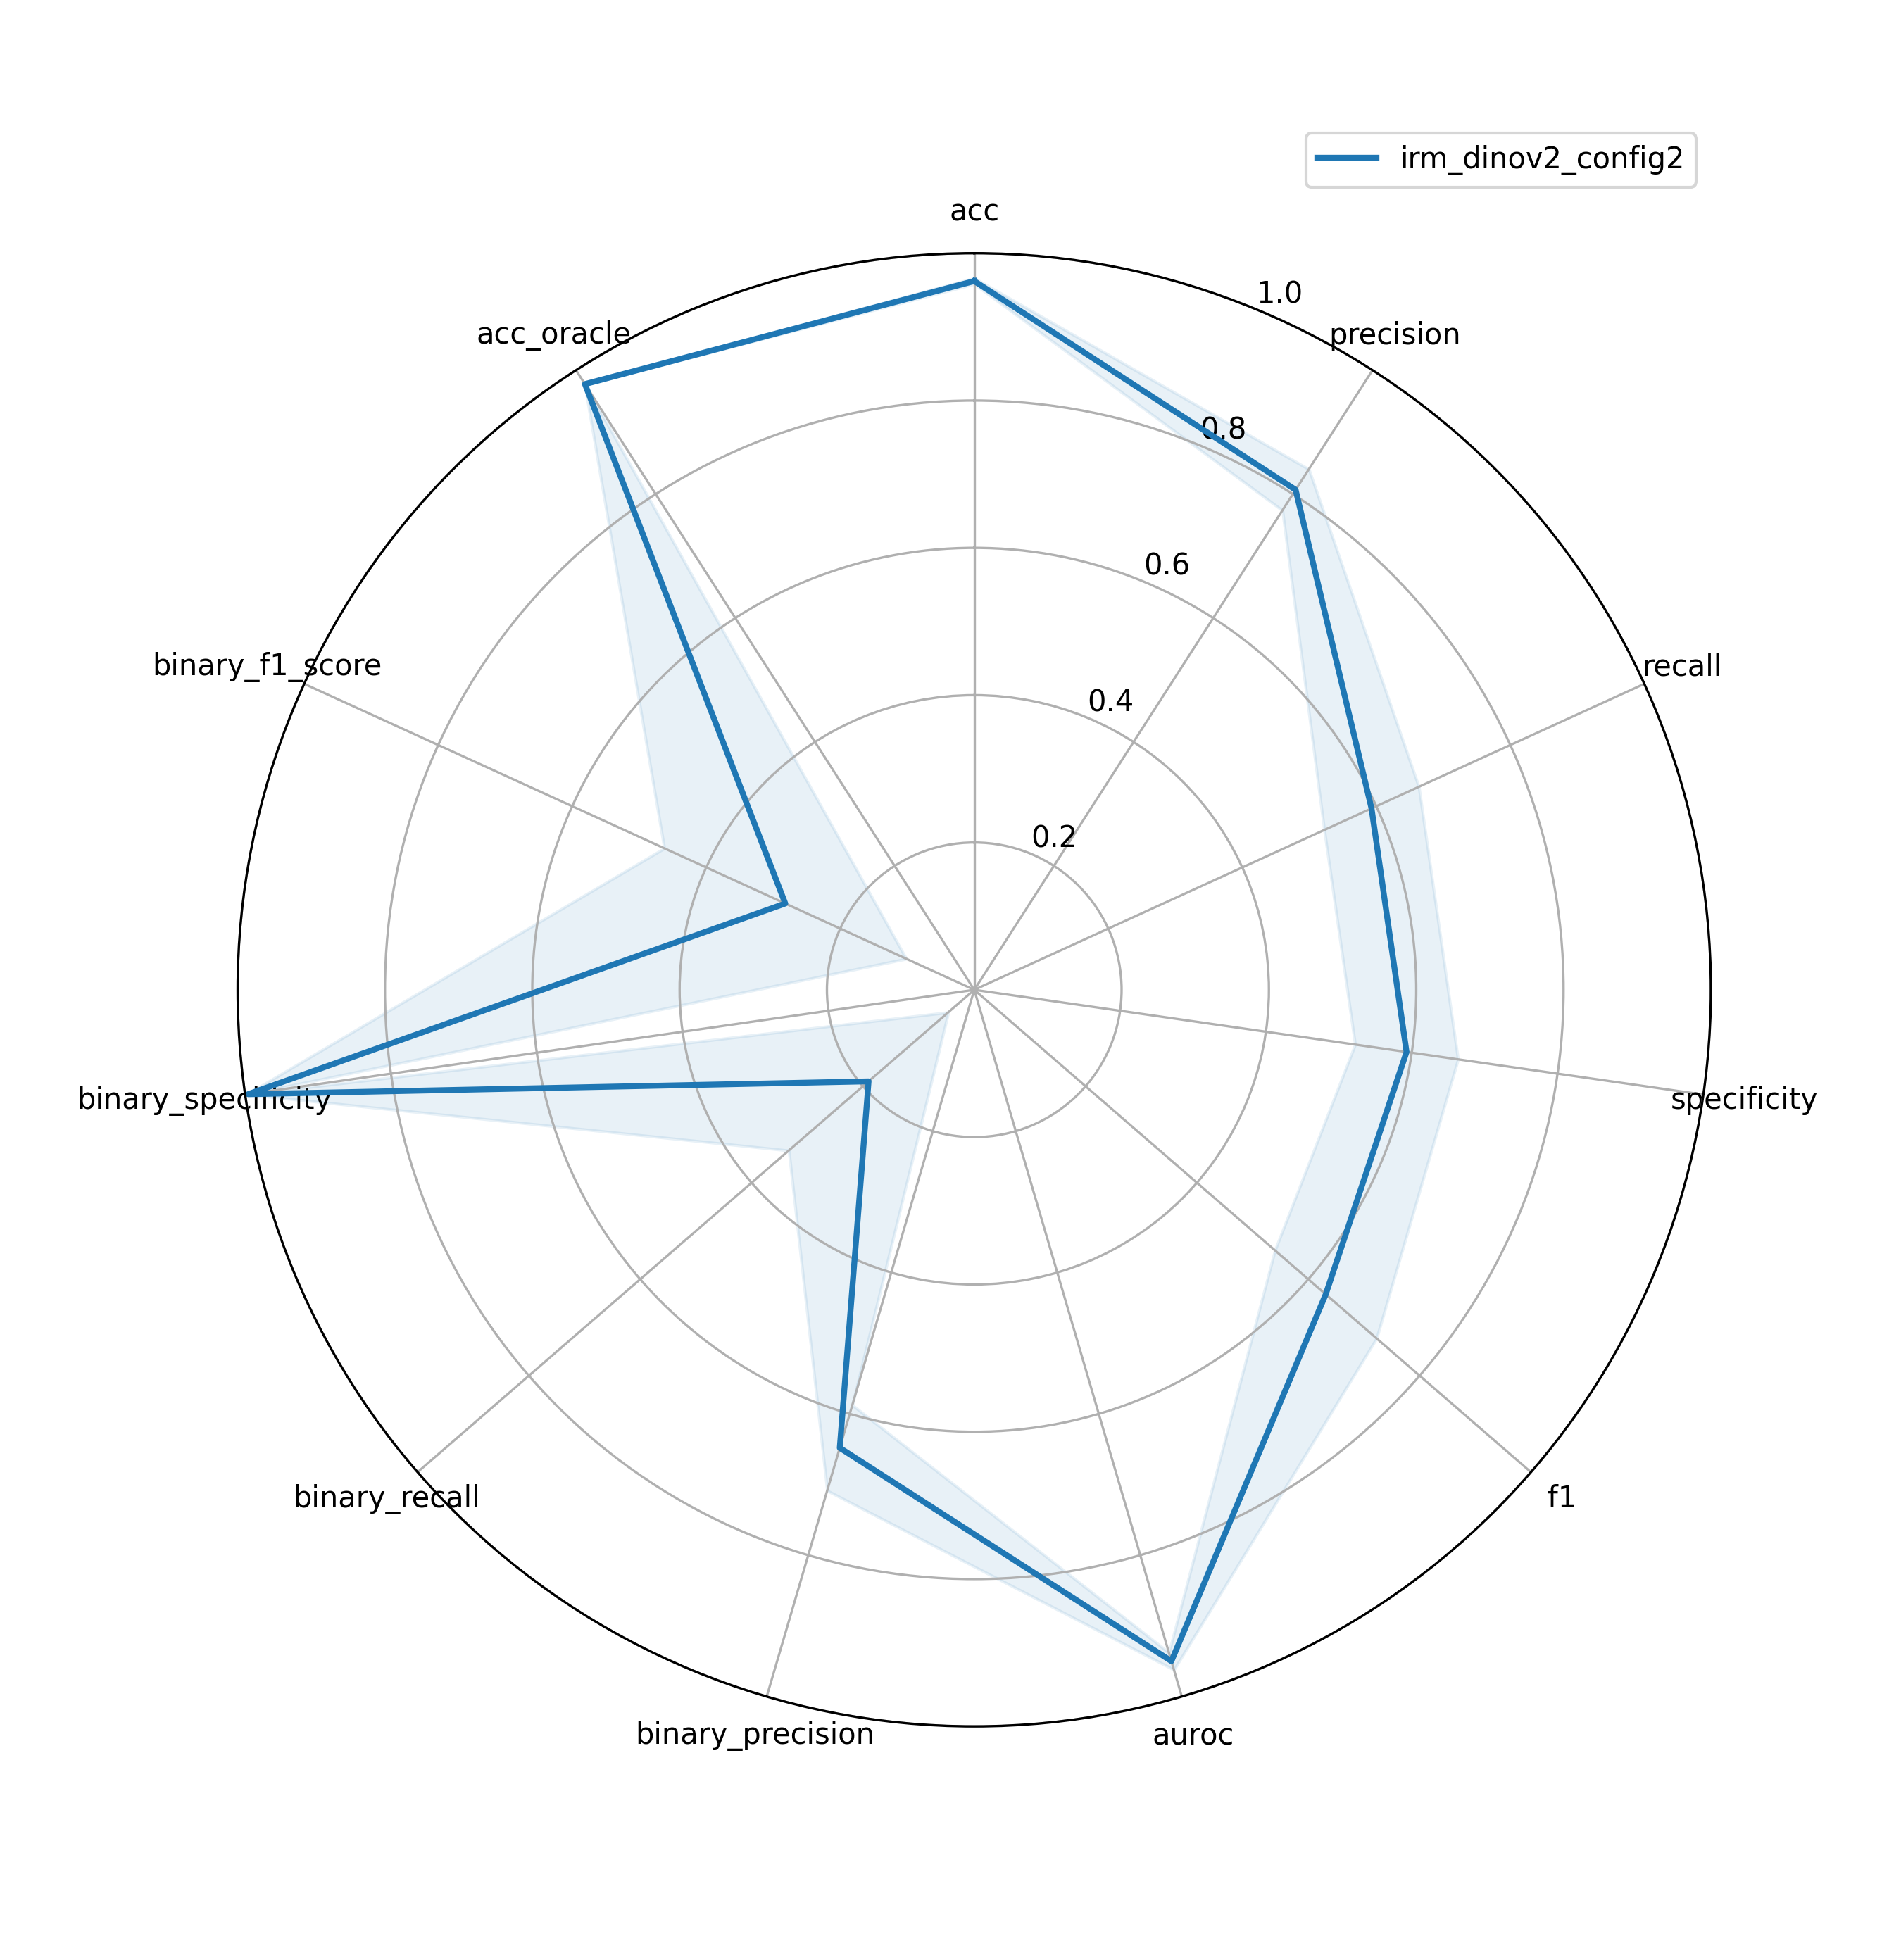 irm_dinov2_config2
acc
1.0
acc_oracle
precision
0.8
0.6
binary_f1_score
recall
0.4
0.2
binary_specificity
specificity
binary_recall
f1
binary_precision
auroc